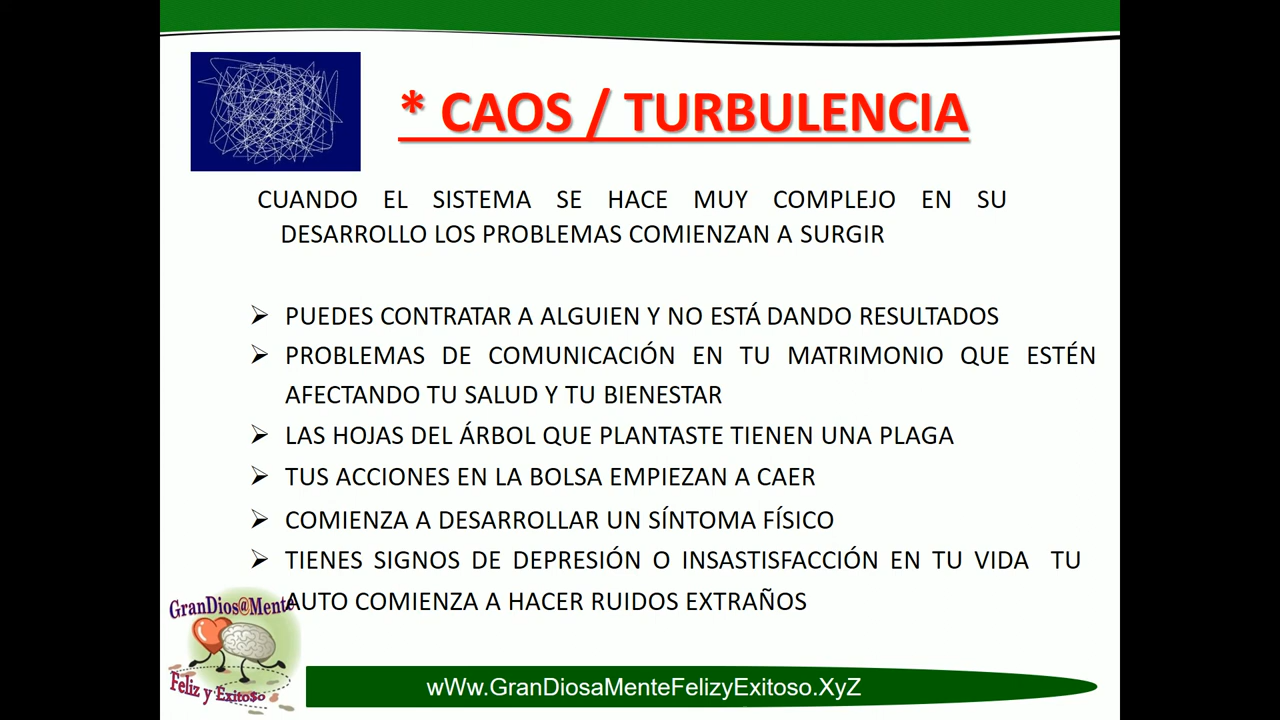 * CAOS / TURBULENCIA
CUANDO EL SISTEMA SE HACE MUY COMPLEJO EN SU
DESARROLLO LOS PROBLEMAS COMIENZAN A SURGIR
PUEDES CONTRATAR A ALGUIEN Y NO ESTÁ DANDO RESULTADOS
PROBLEMAS DE COMUNICACIÓN EN TU MATRIMONIO QUE ESTÉN
AFECTANDO TU SALUD Y TU BIENESTAR
LAS HOJAS DEL ÁRBOL QUE PLANTASTE TIENEN UNA PLAGA
TUS ACCIONES EN LA BOLSA EMPIEZAN A CAER
COMIENZA A DESARROLLAR UN SÍNTOMA FÍSICO
TIENES SIGNOS DE DEPRESIÓN O INSASTISFACCIÓN EN TU VIDA TU
AUTO COMIENZA A HACER RUIDOS EXTRAÑOS
GranDios@Mente
Feliz y Exito$o
wWw.GranDiosaMenteFelizyExitoso.XyZ